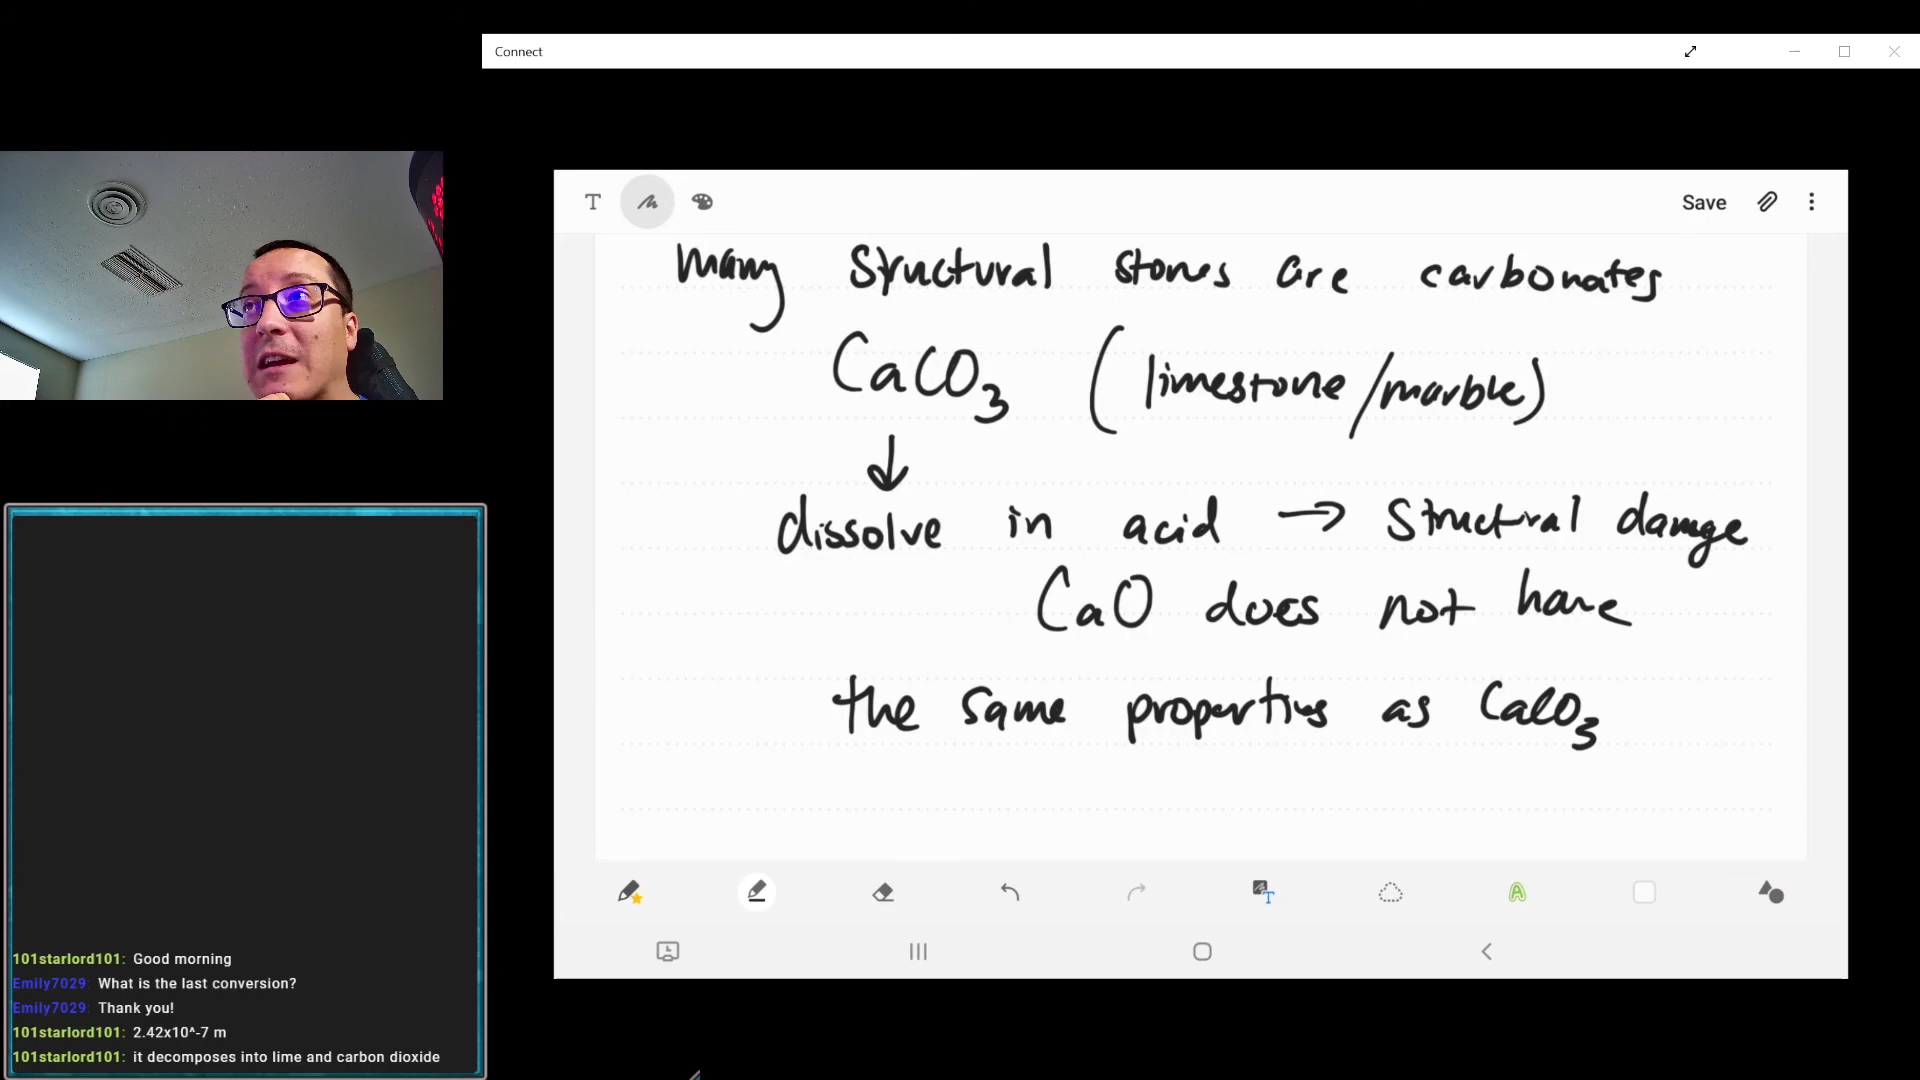 Connect
Save
many structural stones are carbonates
CaCO3 (limestone/marble)
↓
dissolve in acid → structural damage
CaO does not have
the same properties as CaCO3
101starlord101: Good morning
Emily7029: What is the last conversion?
Emily7029: Thank you!
101starlord101: 2.42x10^-7 m
101starlord101: it decomposes into lime and carbon dioxide